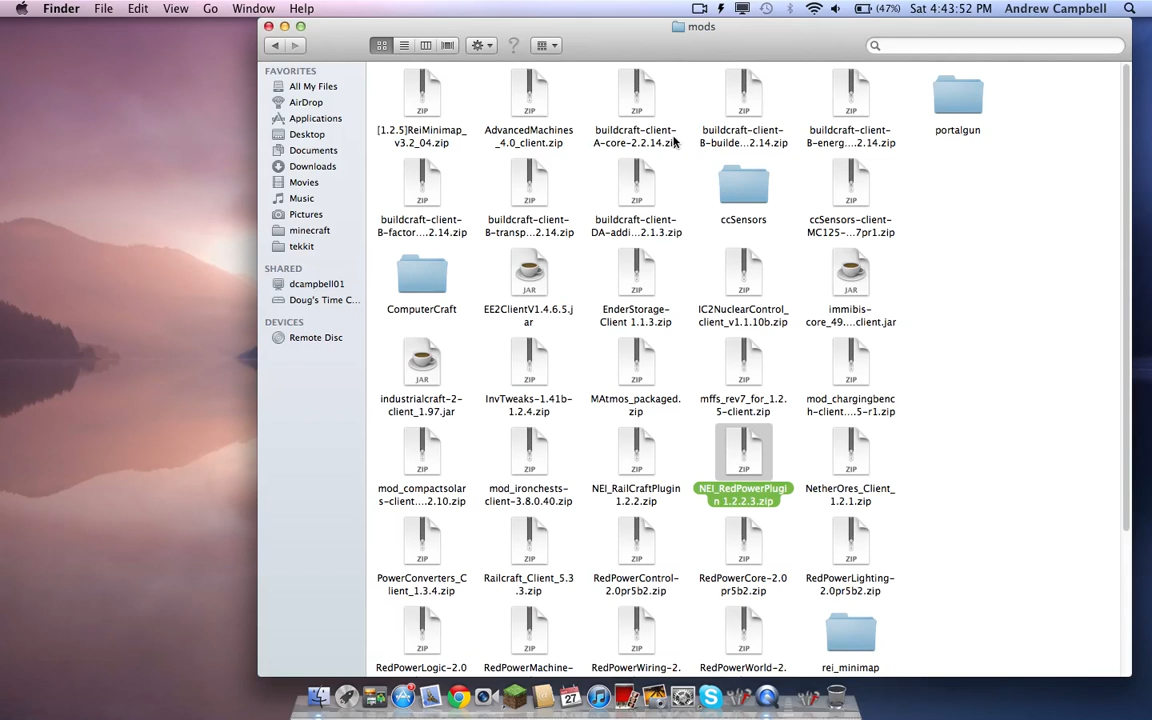 Finder File Edit View Go Window Help (47%) Sat 4:43:52 PM Andrew Campbell
mods
FAVORITES
All My Files
AirDrop
Applications
Desktop
Documents
Downloads
Movies
Music
Pictures
minecraft
tekkit
SHARED
dcampbell01
Doug's Time C...
DEVICES
Remote Disc
ZIP ZIP ZIP ZIP ZIP
[1.2.5]ReiMinimap_
v3.2_04.zip
AdvancedMachines
_4.0_client.zip
buildcraft-client-
A-core-2.2.14.zip
buildcraft-client-
B-builde...2.14.zip
buildcraft-client-
B-energ....2.14.zip
portalgun
ZIP ZIP ZIP ZIP
buildcraft-client-
B-factor....2.14.zip
buildcraft-client-
B-transp...2.14.zip
buildcraft-client-
DA-addi...2.1.3.zip
ccSensors
ccSensors-client-
MC125-...7pr1.zip
JAR ZIP ZIP JAR
ComputerCraft
EE2ClientV1.4.6.5.j
ar
EnderStorage-
Client 1.1.3.zip
IC2NuclearControl_
client_v1.1.10b.zip
immibis-
core_49....client.jar
JAR ZIP ZIP ZIP ZIP
industrialcraft-2-
client_1.97.jar
InvTweaks-1.41b-
1.2.4.zip
MAtmos_packaged.
zip
mffs_rev7_for_1.2.
5-client.zip
mod_chargingbenc
h-client....5-r1.zip
ZIP ZIP ZIP ZIP ZIP
mod_compactsolar
s-client....2.10.zip
mod_ironchests-
client-3.8.0.40.zip
NEI_RailCraftPlugin
1.2.2.zip
NEI_RedPowerPlugi
n 1.2.2.3.zip
NetherOres_Client_
1.2.1.zip
ZIP ZIP ZIP ZIP ZIP
PowerConverters_C
lient_1.3.4.zip
Railcraft_Client_5.3
.3.zip
RedPowerControl-
2.0pr5b2.zip
RedPowerCore-2.0
pr5b2.zip
RedPowerLighting-
2.0pr5b2.zip
ZIP ZIP ZIP ZIP
RedPowerLogic-2.0
RedPowerMachine-
RedPowerWiring-2.
RedPowerWorld-2.
rei_minimap